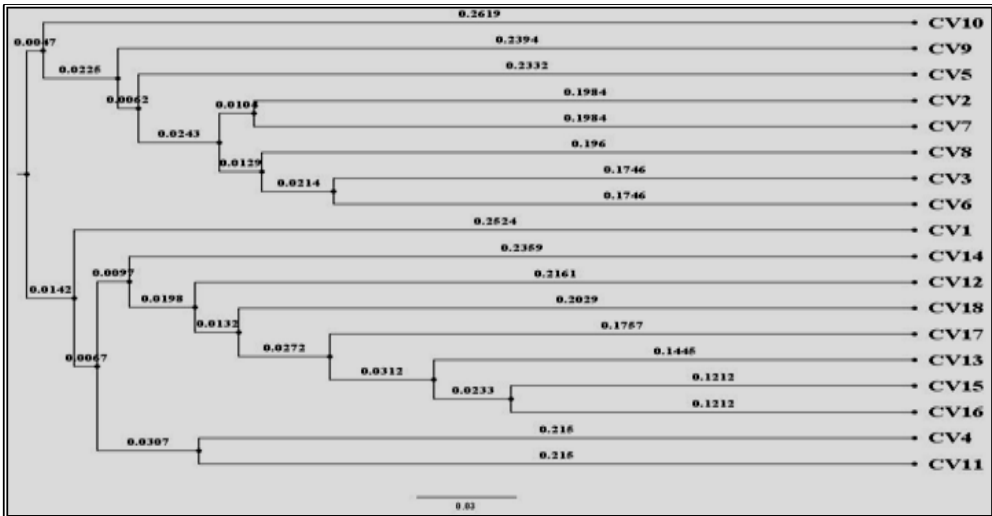 0.2619 CV10
0.0047
0.2394 CV9
0.0225
0.2332 CV5
0.0062
0.1984 CV2
0.0104
0.1984 CV7
0.0243
0.196 CV8
0.0129
0.1746 CV3
0.0214
0.1746 CV6
0.2524 CV1
0.0142
0.2359 CV14
0.0097
0.2161 CV12
0.0198
0.2029 CV18
0.0132
0.1757 CV17
0.0272
0.1445 CV13
0.0067
0.0312
0.1212 CV15
0.0233
0.1212 CV16
0.215 CV4
0.0307
0.215 CV11
0.03